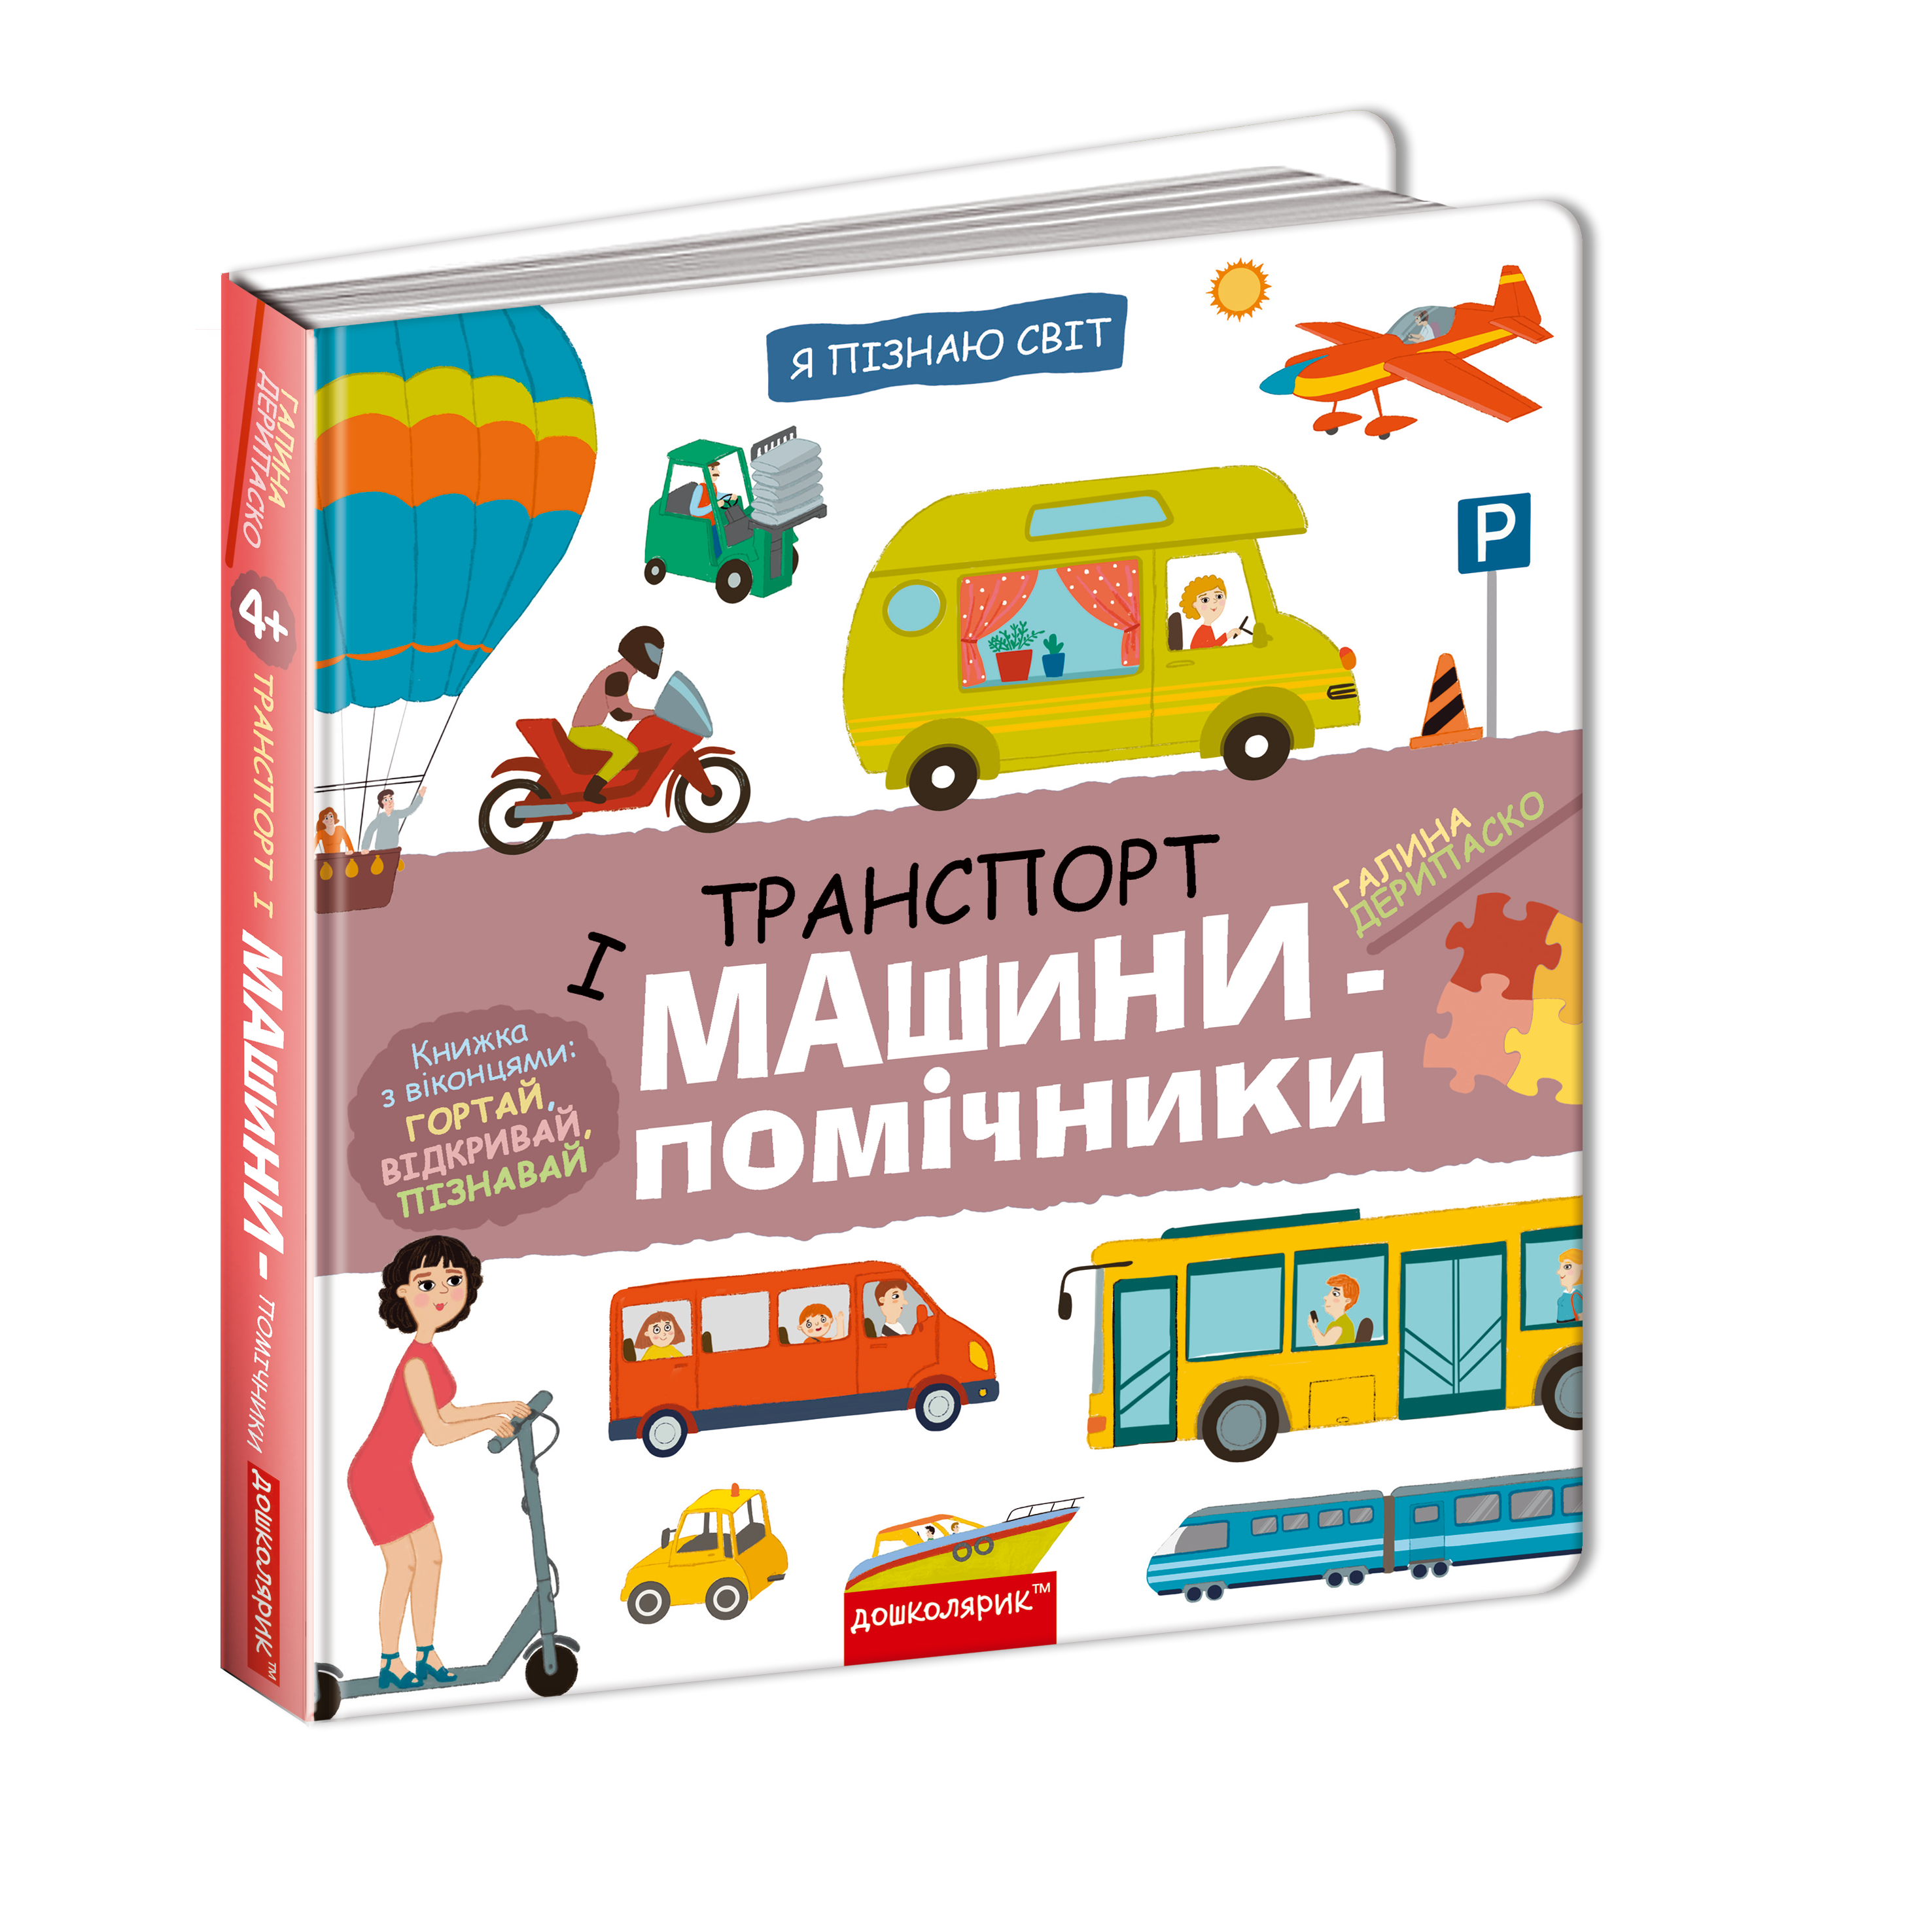 Я ПІЗНАЮ СВІТ
P
ГАЛИНА
ДЕРИПАСКО
ТРАНСПОРТ
І МАШИНИ -
ПОМІЧНИКИ
Книжка
з віконцями:
ГОРТАЙ,
ВІДКРИВАЙ,
ПІЗНАВАЙ
ДОШКОЛЯРИК™
ГАЛИНА
ДЕРИПАСКО
4+
ТРАНСПОРТ І МАШИНИ - ПОМІЧНИКИ
ДОШКОЛЯРИК™